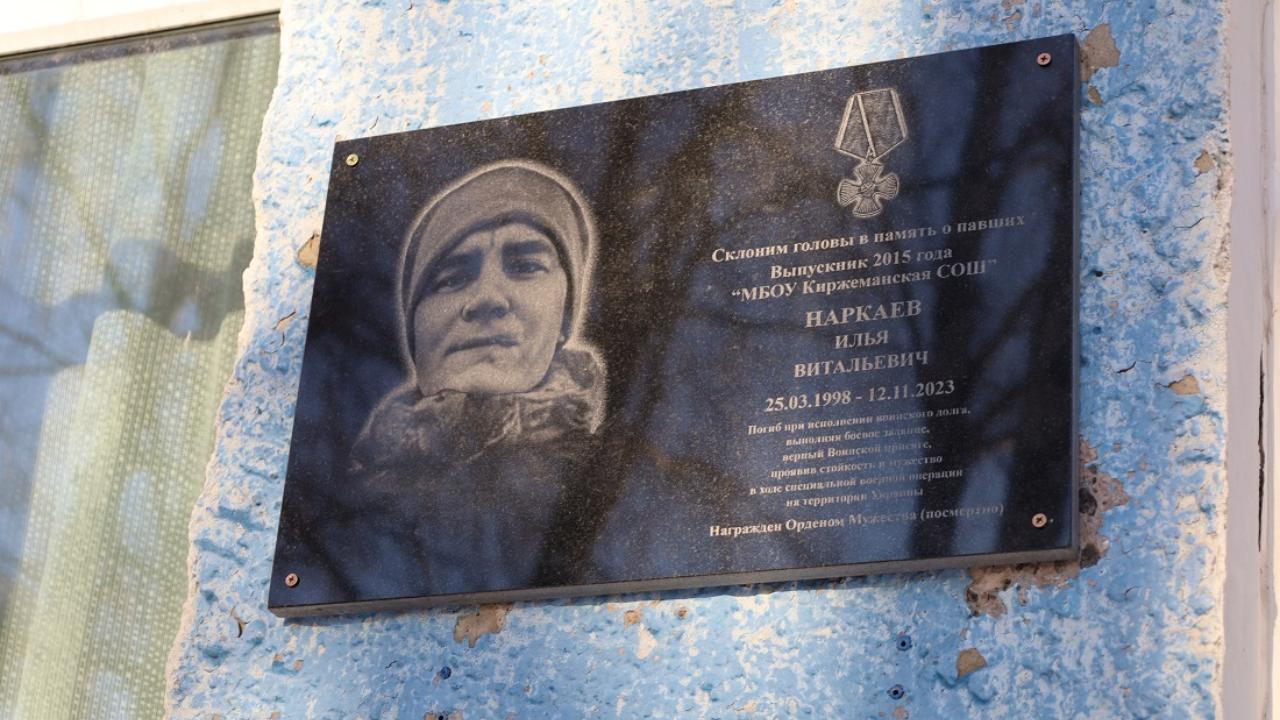 Склоним головы в память о павших
Выпускник 2015 года
“МБОУ Киржеманская СОШ”
НАРКАЕВ
ИЛЬЯ
ВИТАЛЬЕВИЧ
25.03.1998 - 12.11.2023
Погиб при исполнении воинского долга,
выполняя боевое задание,
верный Воинской присяге,
проявив стойкость и мужество
в ходе специальной военной операции
на территории Украины
Награжден Орденом Мужества (посмертно)